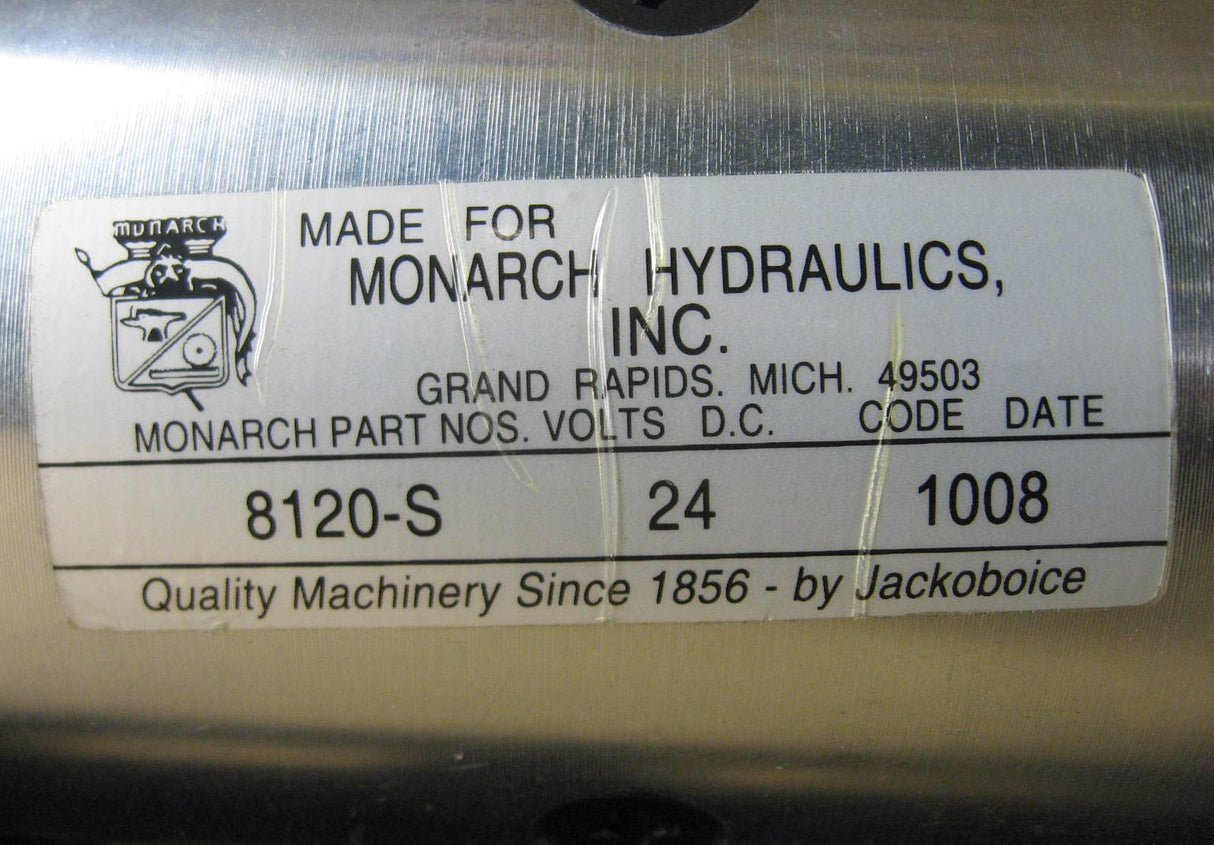 MONARCH
MADE FOR
MONARCH HYDRAULICS,
INC.
GRAND RAPIDS. MICH. 49503
MONARCH PART NOS. VOLTS D.C. CODE DATE
8120-S 24 1008
Quality Machinery Since 1856 - by Jackoboice